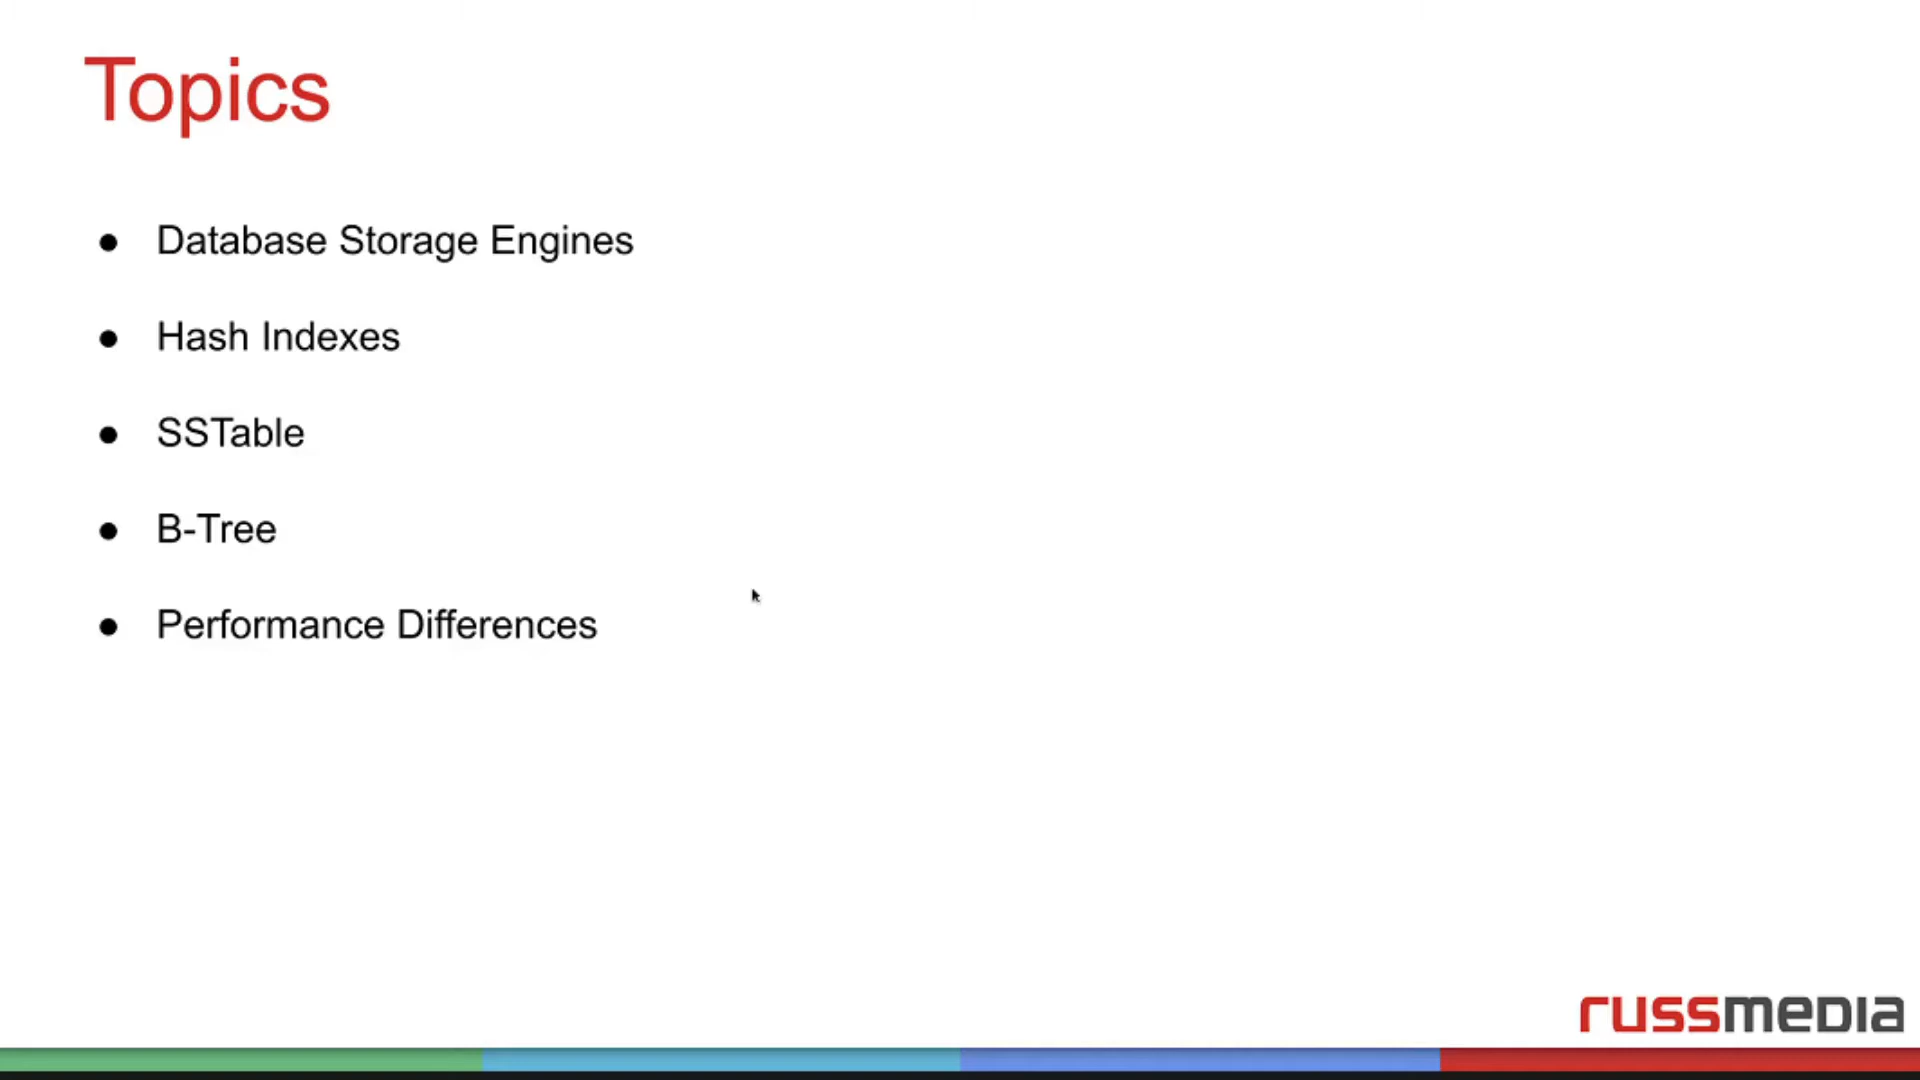 Topics
● Database Storage Engines
● Hash Indexes
● SSTable
● B-Tree
● Performance Differences
russmedia